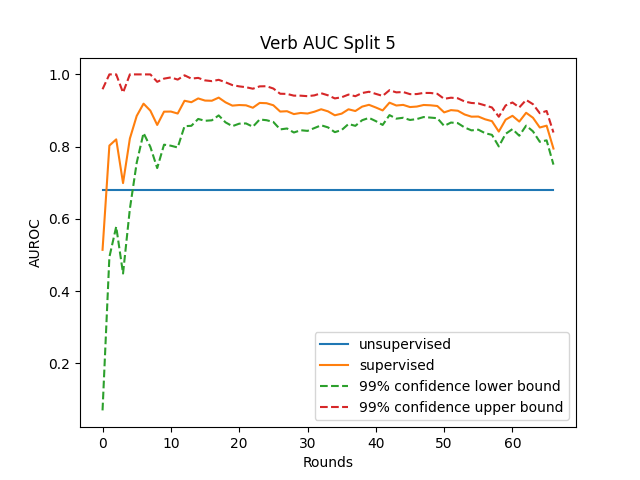 Verb AUC Split 5
1.0
0.8
0.6
0.4
0.2
AUROC
0
10
20
30
40
50
60
Rounds
unsupervised
supervised
99% confidence lower bound
99% confidence upper bound